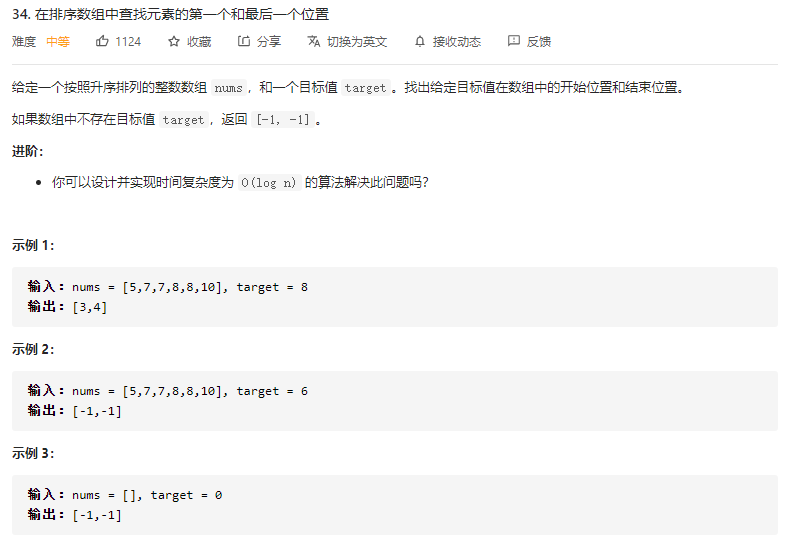 34. 在排序数组中查找元素的第一个和最后一个位置
难度 中等 1124 收藏 分享 切换为英文 接收动态 反馈
给定一个按照升序排列的整数数组 nums，和一个目标值 target。找出给定目标值在数组中的开始位置和结束位置。
如果数组中不存在目标值 target，返回 [-1, -1]。
进阶：
• 你可以设计并实现时间复杂度为 O(log n) 的算法解决此问题吗？
示例 1：
输入：nums = [5,7,7,8,8,10], target = 8
输出：[3,4]
示例 2：
输入：nums = [5,7,7,8,8,10], target = 6
输出：[-1,-1]
示例 3：
输入：nums = [], target = 0
输出：[-1,-1]